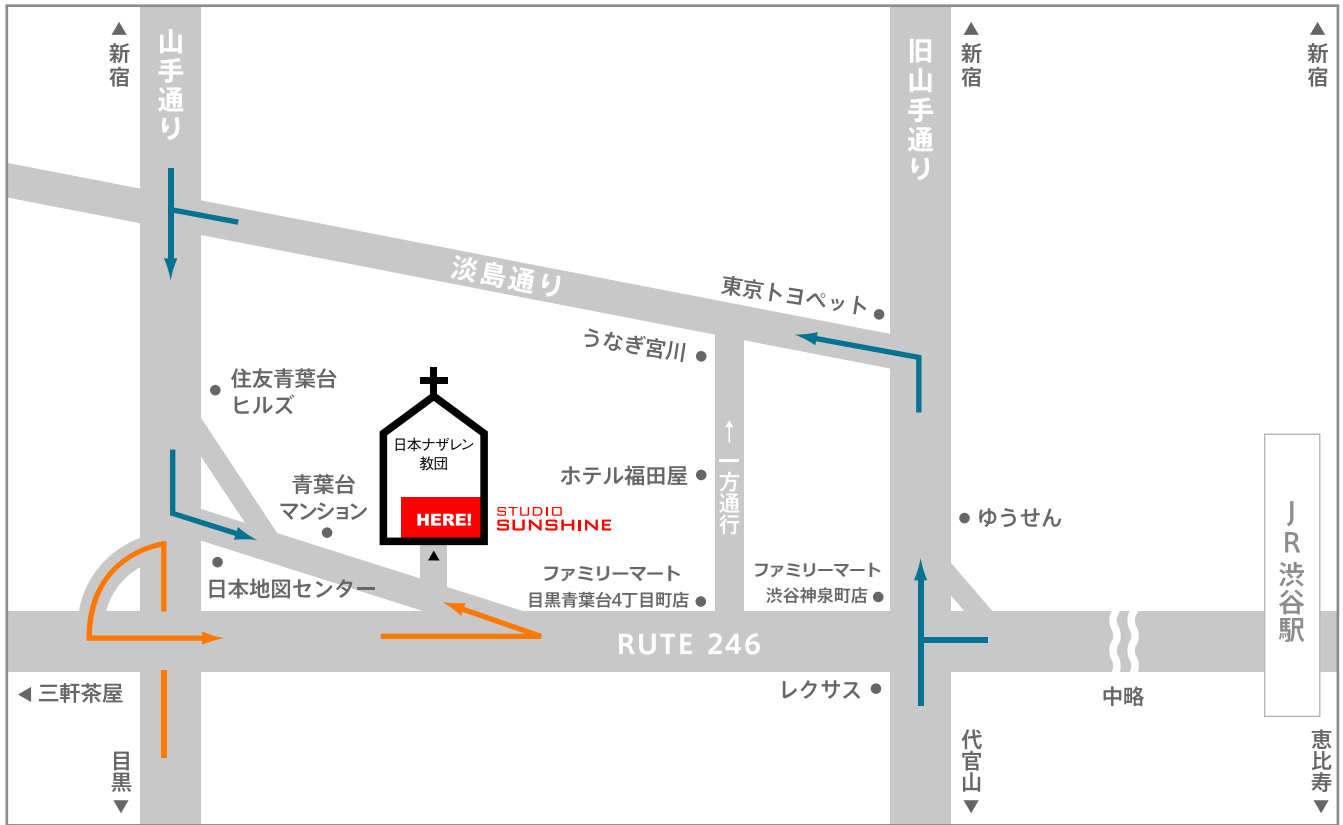 ▲新宿
山手通り
旧山手通り
▲新宿
▲新宿
淡島通り
東京トヨペット
うなぎ宮川
住友青葉台
ヒルズ
日本ナザレン
教団
HERE!
STUDIO
SUNSHINE
青葉台
マンション
ホテル福田屋
↑一方通行
ゆうせん
JR渋谷駅
日本地図センター
ファミリーマート
目黒青葉台4丁目町店
ファミリーマート
渋谷神泉町店
RUTE 246
◀三軒茶屋
レクサス
中略
目黒▼
代官山▼
恵比寿▼